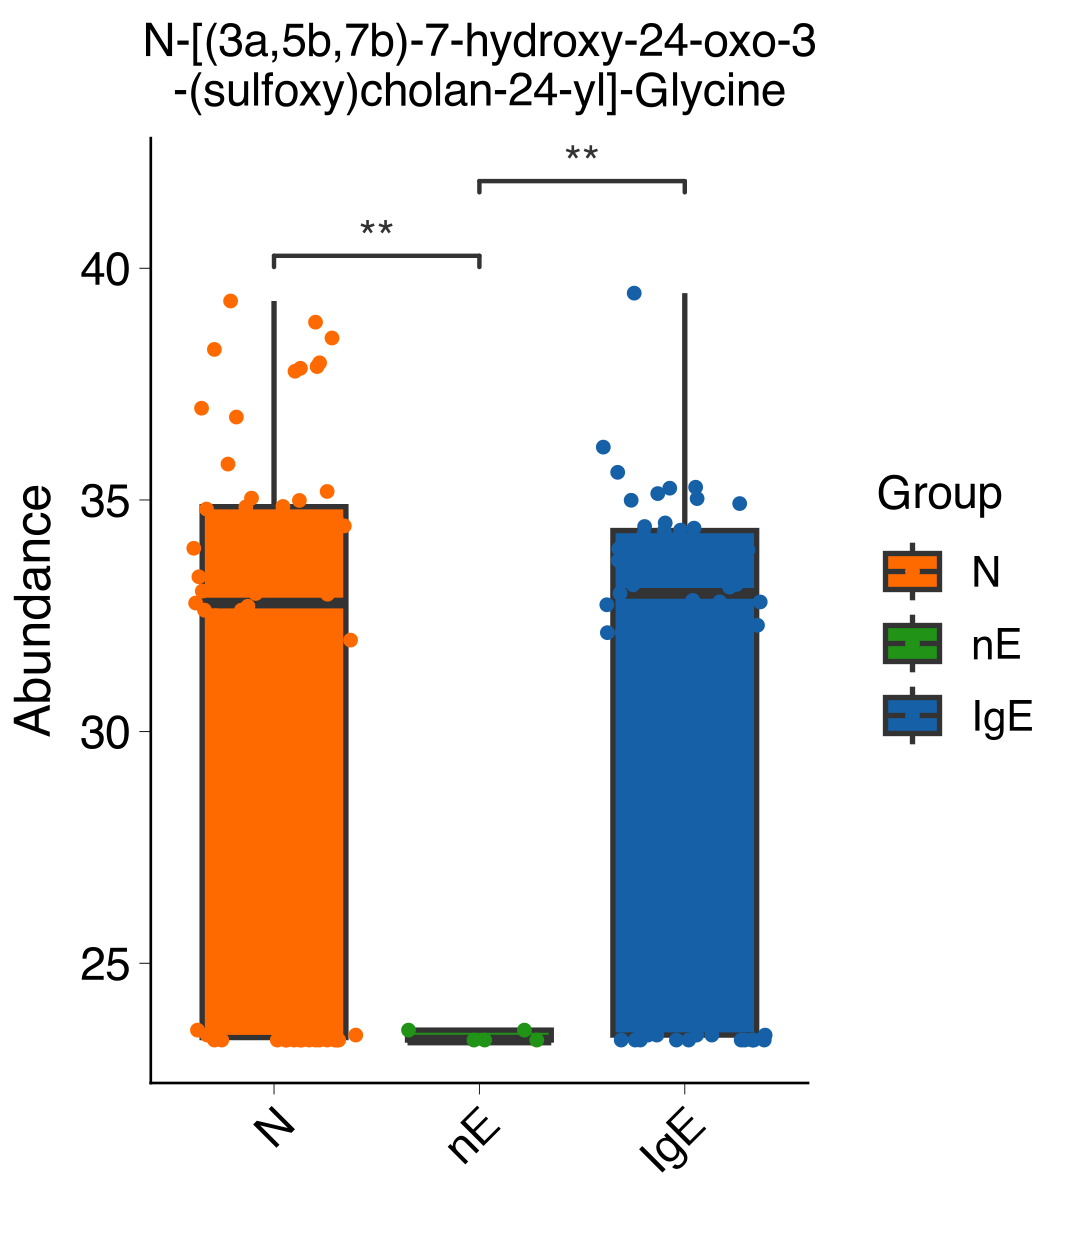 N-[(3a,5b,7b)-7-hydroxy-24-oxo-3
-(sulfoxy)cholan-24-yl]-Glycine
**
**
40
35
30
25
Abundance
N
nE
IgE
Group
N
nE
IgE